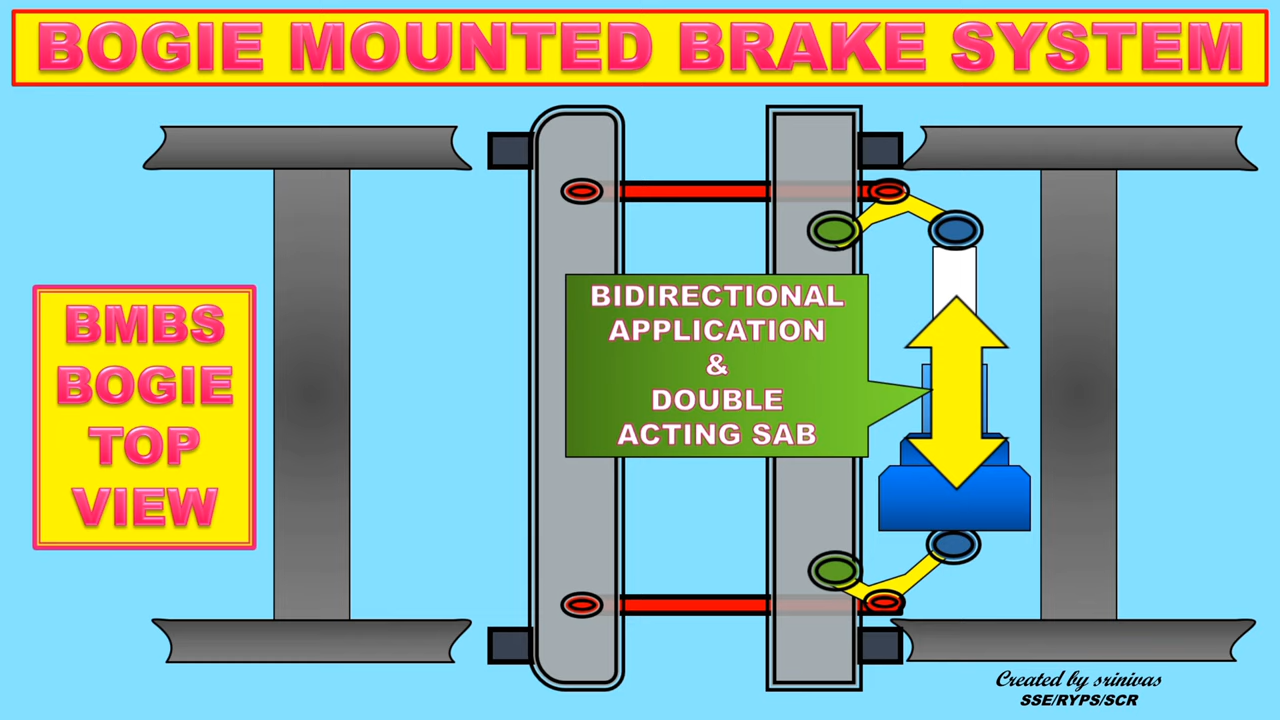 BOGIE MOUNTED BRAKE SYSTEM
BMBS
BOGIE
TOP
VIEW
BIDIRECTIONAL
APPLICATION
&
DOUBLE
ACTING SAB
Created by srinivas
SSE/RYPS/SCR